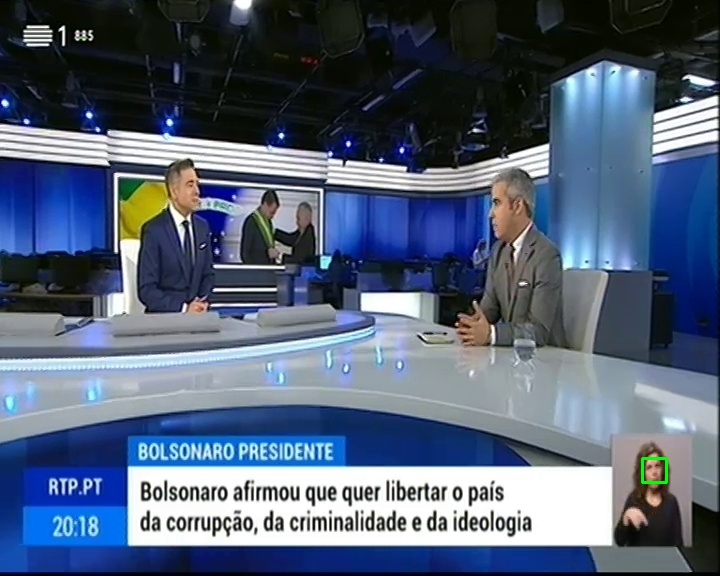 1 885
BOLSONARO PRESIDENTE
RTP.PT
Bolsonaro afirmou que quer libertar o país
20:18
da corrupção, da criminalidade e da ideologia